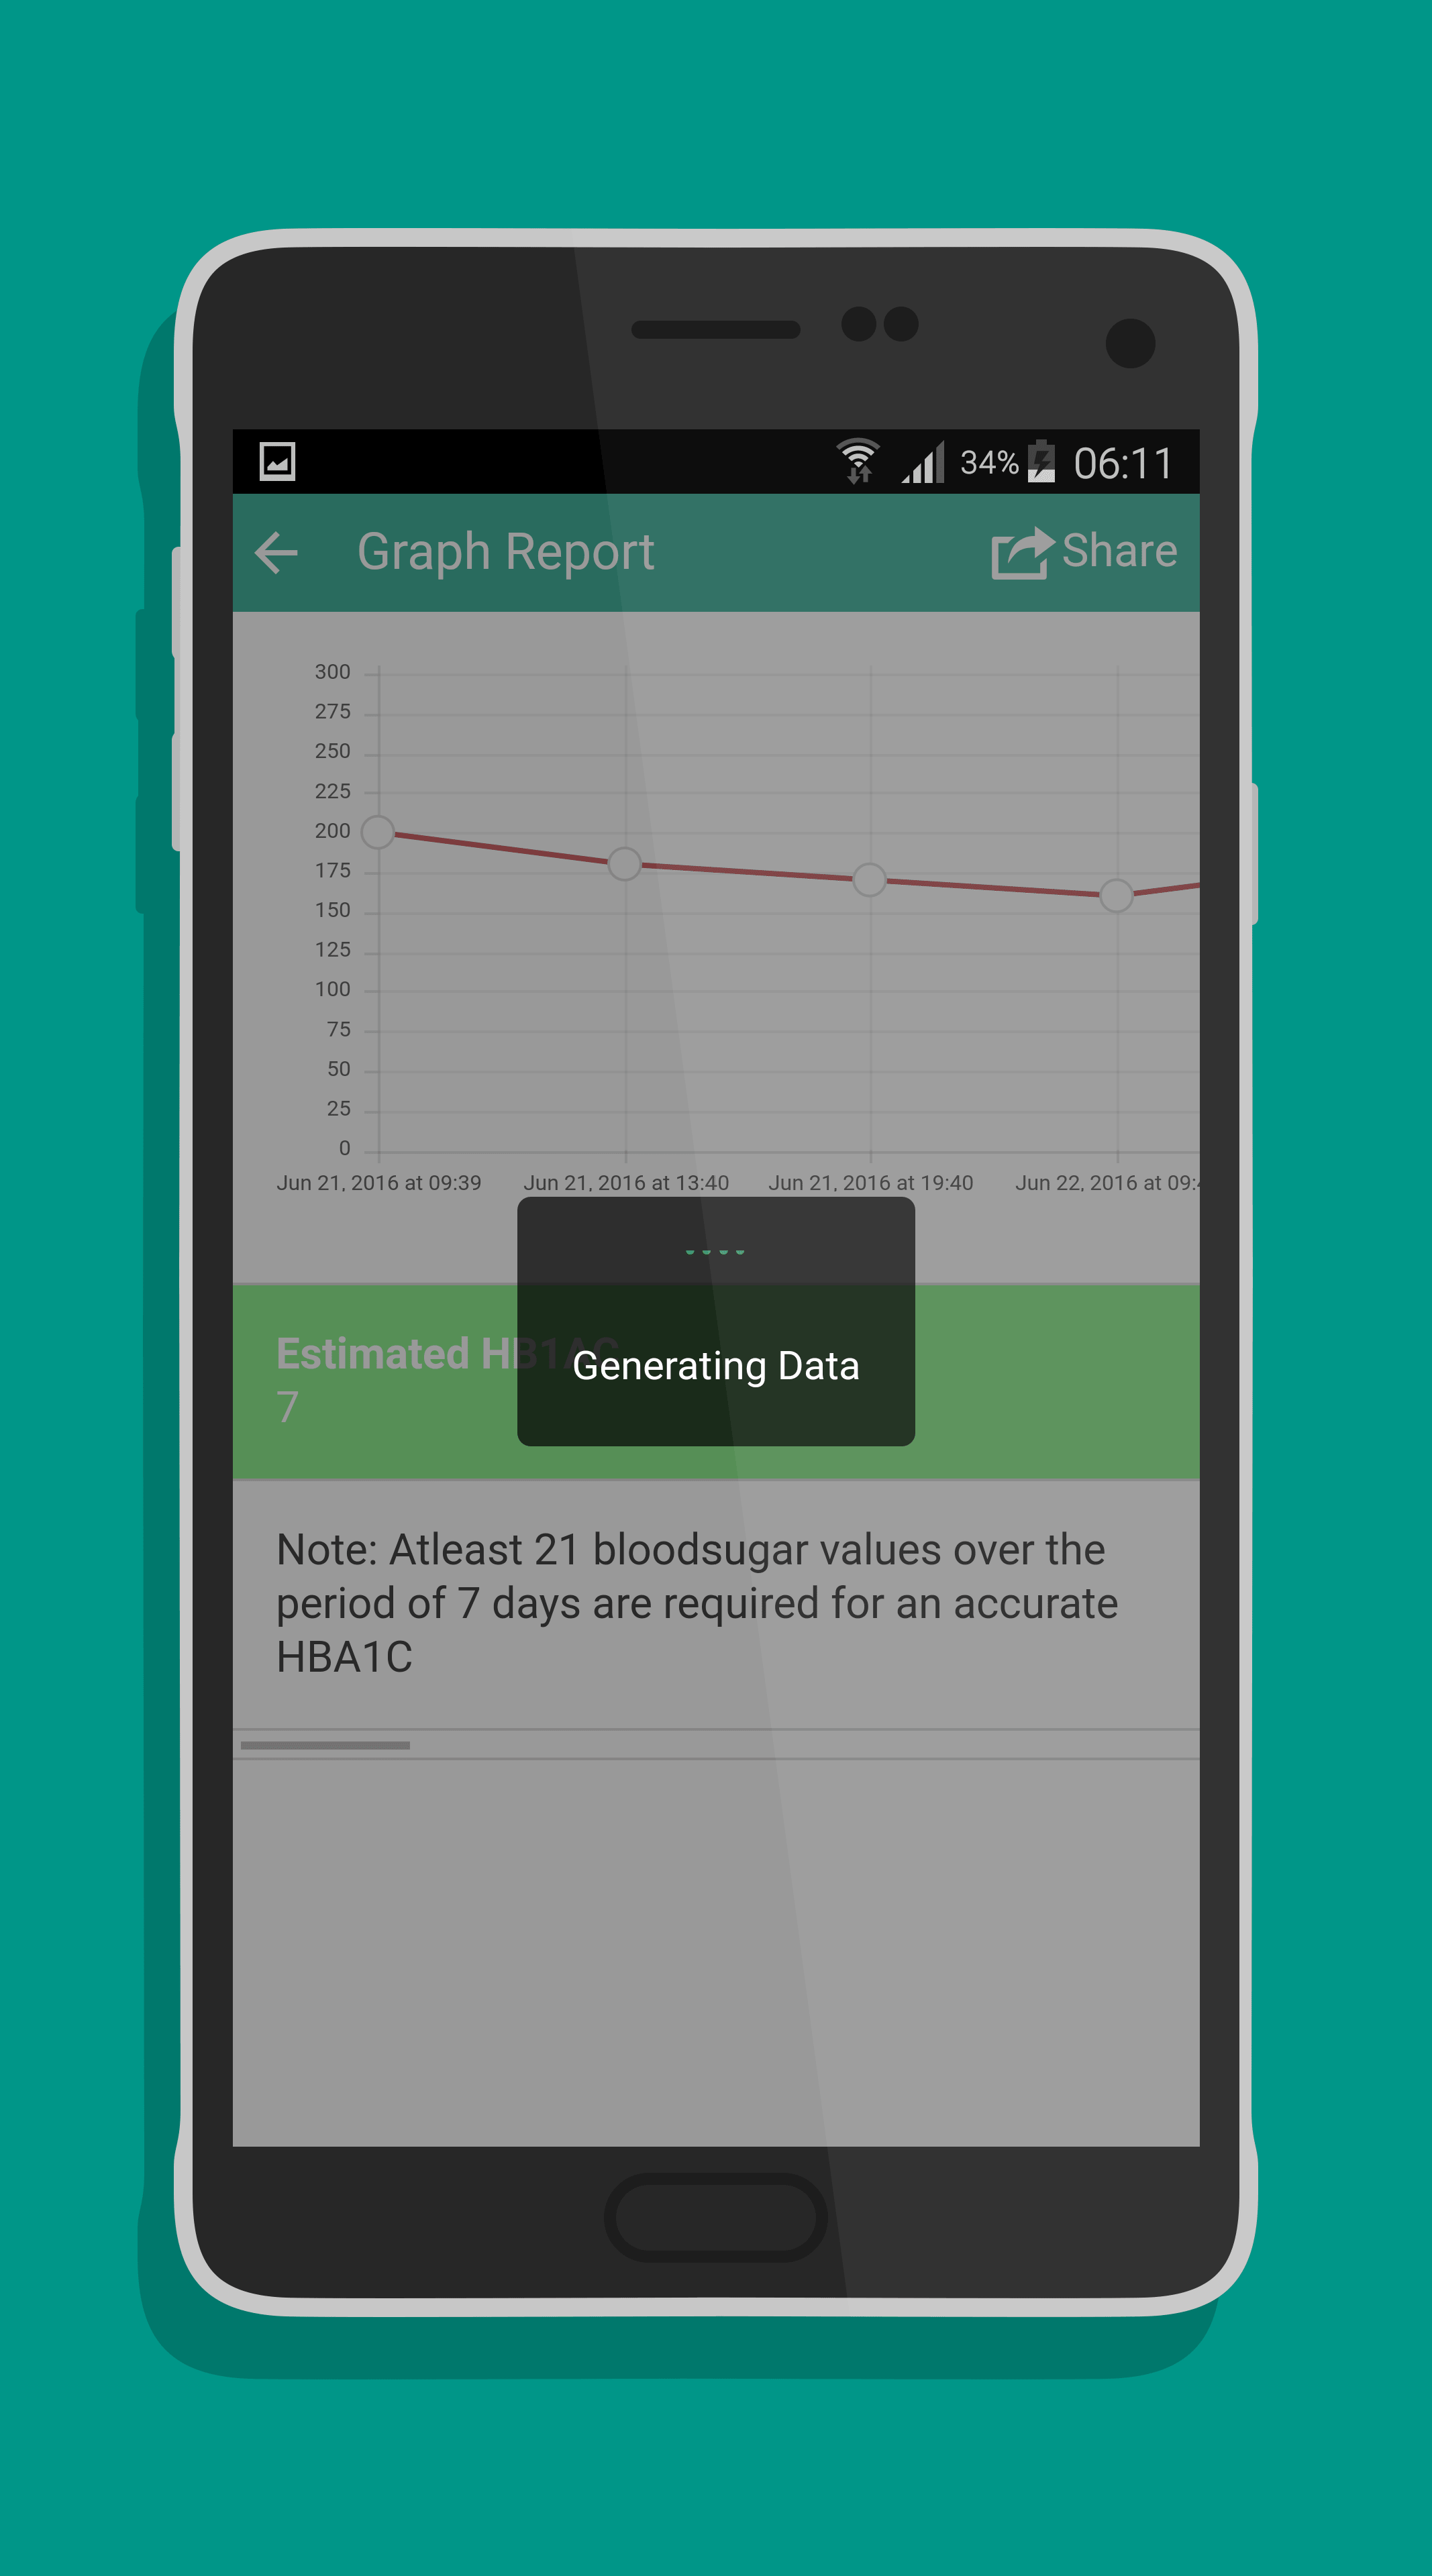 34% 06:11
Graph Report Share
300
275
250
225
200
175
150
125
100
75
50
25
0
Jun 21, 2016 at 09:39 Jun 21, 2016 at 13:40 Jun 21, 2016 at 19:40 Jun 22, 2016 at 09:4
Estimated HB1AC
Generating Data
7
Note: Atleast 21 bloodsugar values over the
period of 7 days are required for an accurate
HBA1C